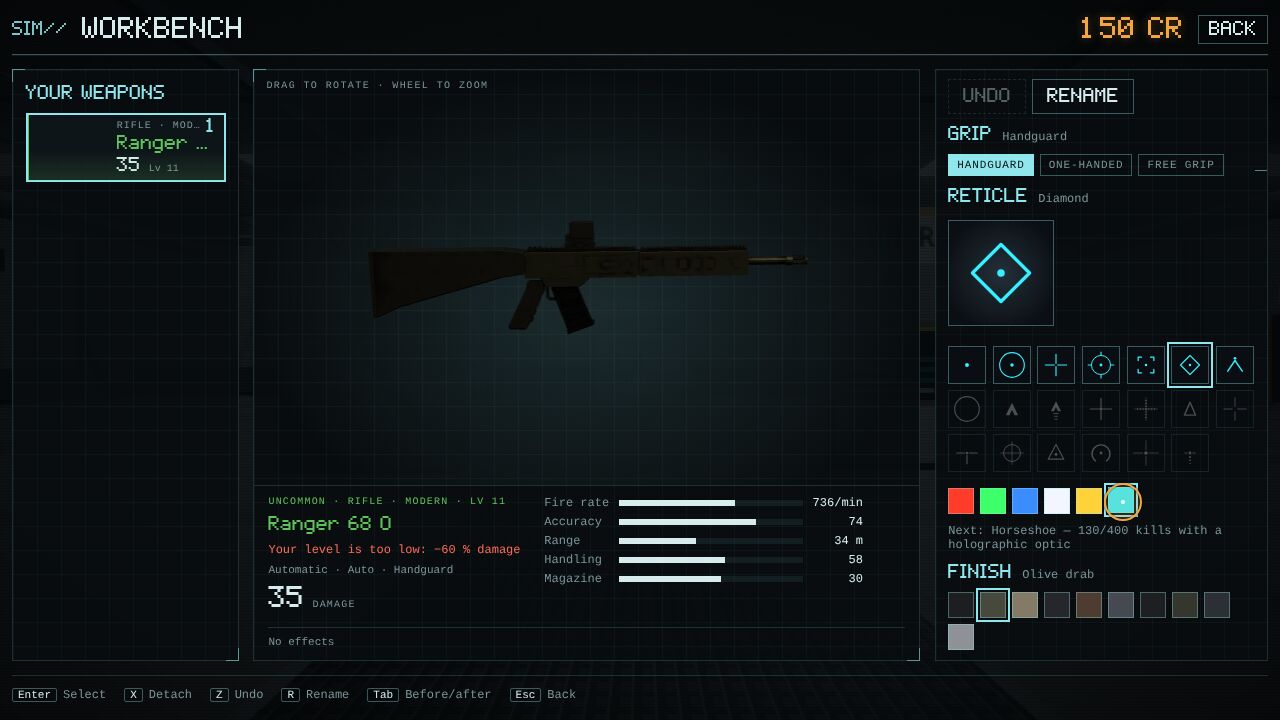 SIM// WORKBENCH
150 CR
BACK
YOUR WEAPONS
RIFLE · MOD… 1
Ranger …
35 Lv 11
DRAG TO ROTATE · WHEEL TO ZOOM
UNCOMMON · RIFLE · MODERN · LV 11
Ranger 68 O
Your level is too low: −60 % damage
Automatic · Auto · Handguard
35 DAMAGE
Fire rate 736/min
Accuracy 74
Range 34 m
Handling 58
Magazine 30
No effects
UNDO RENAME
GRIP Handguard
HANDGUARD ONE-HANDED FREE GRIP
RETICLE Diamond
Next: Horseshoe — 130/400 kills with a
holographic optic
FINISH Olive drab
Enter Select X Detach Z Undo R Rename Tab Before/after Esc Back